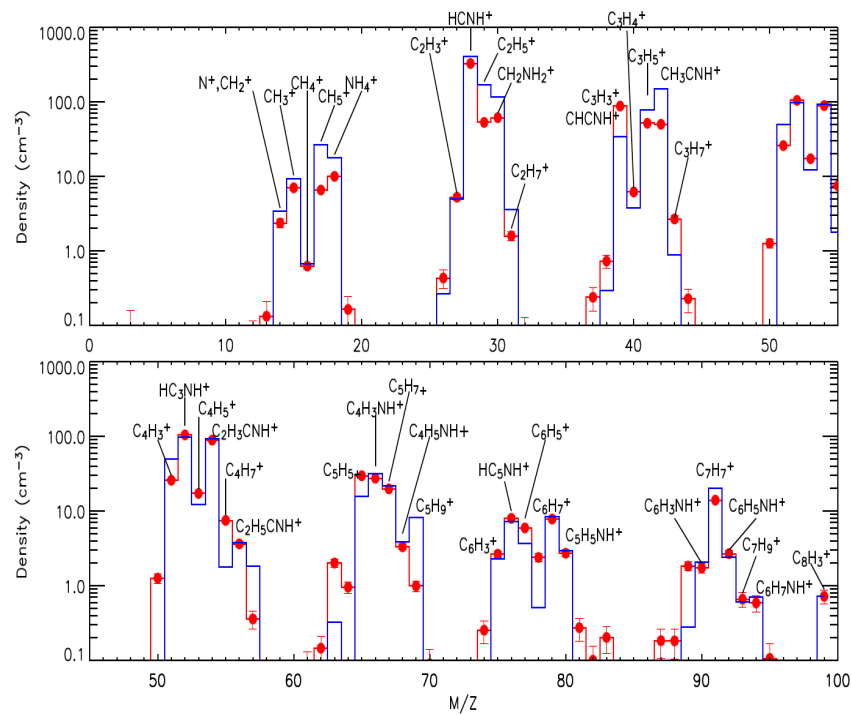 C₃H₄⁺
HCNH⁺
1000.0
C₂H₃⁺
C₂H₅⁺
C₃H₅⁺
CH₃CNH⁺
N⁺,CH₂⁺
CH₄⁺
NH₄⁺
CH₃⁺
CH₅⁺
CH₂NH₂⁺
C₃H₃⁺
CHCNH⁺
100.0
Density (cm⁻³)
10.0
C₂H₇⁺
C₃H₇⁺
1.0
0.1
0
10
20
30
40
50
1000.0
HC₃NH⁺
C₄H₃⁺
C₄H₅⁺
C₂H₃CNH⁺
C₄H₃NH⁺
C₅H₇₊
C₄H₅NH+
100.0
C₆H₅⁺
Density (cm⁻³)
C₄H₇⁺
C₅H₅₊
HC₅NH⁺
C₇H₇⁺
C₂H₅CNH⁺
C₅H₉⁺
C₆H₇⁺
C₆H₃NH⁺
C₆H₅NH⁺
10.0
C₆H₃⁺
C₅H₅NH⁺
C₇H₉⁺
C₈H₃⁺
C₆H₇NH⁺
1.0
0.1
50
60
70
80
90
100
M/Z